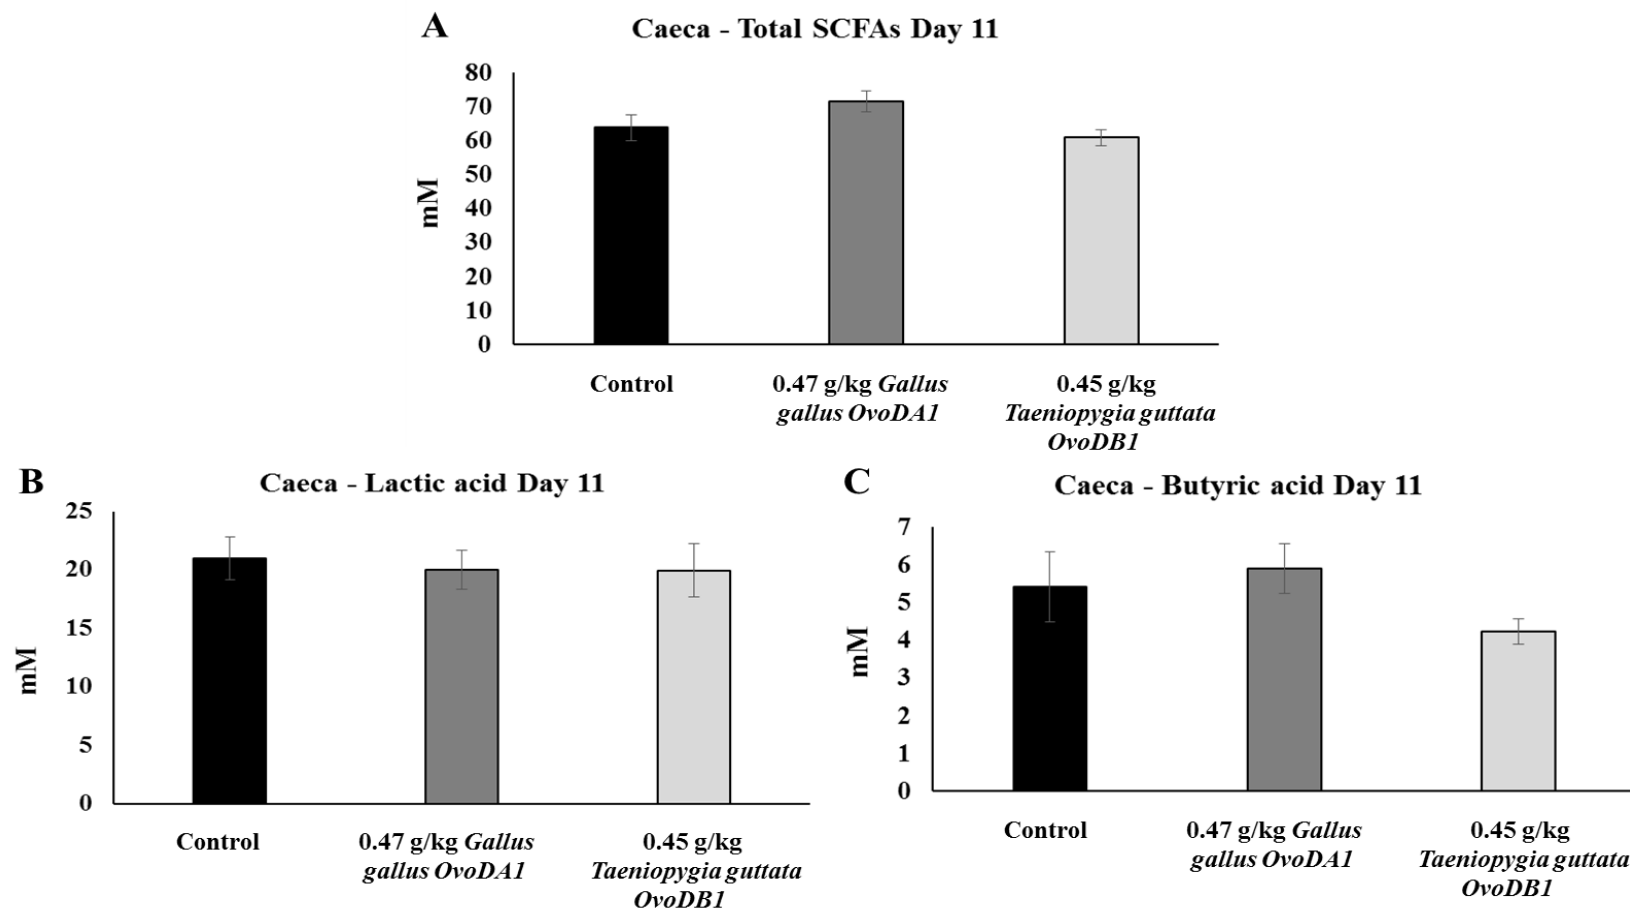 A
Caeca - Total SCFAs Day 11
80
70
60
50
40
30
20
10
0
mM
Control
0.47 g/kg Gallus
gallus OvoDA1
0.45 g/kg
Taeniopygia guttata
OvoDB1
B
Caeca - Lactic acid Day 11
25
20
15
10
5
0
mM
Control
0.47 g/kg Gallus
gallus OvoDA1
0.45 g/kg
Taeniopygia guttata
OvoDB1
C
Caeca - Butyric acid Day 11
7
6
5
4
3
2
1
0
mM
Control
0.47 g/kg Gallus
gallus OvoDA1
0.45 g/kg
Taeniopygia guttata
OvoDB1